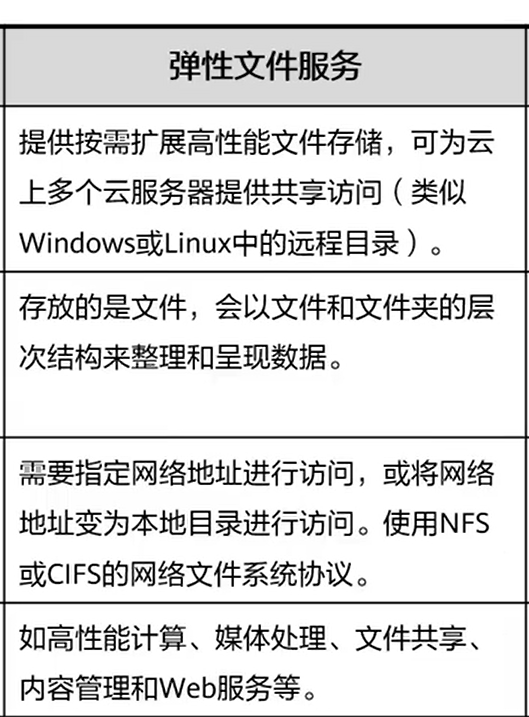 弹性文件服务
提供按需扩展高性能文件存储，可为云
上多个云服务器提供共享访问（类似
Windows或Linux中的远程目录）。
存放的是文件，会以文件和文件夹的层
次结构来整理和呈现数据。
需要指定网络地址进行访问，或将网络
地址变为本地目录进行访问。使用NFS
或CIFS的网络文件系统协议。
如高性能计算、媒体处理、文件共享、
内容管理和Web服务等。